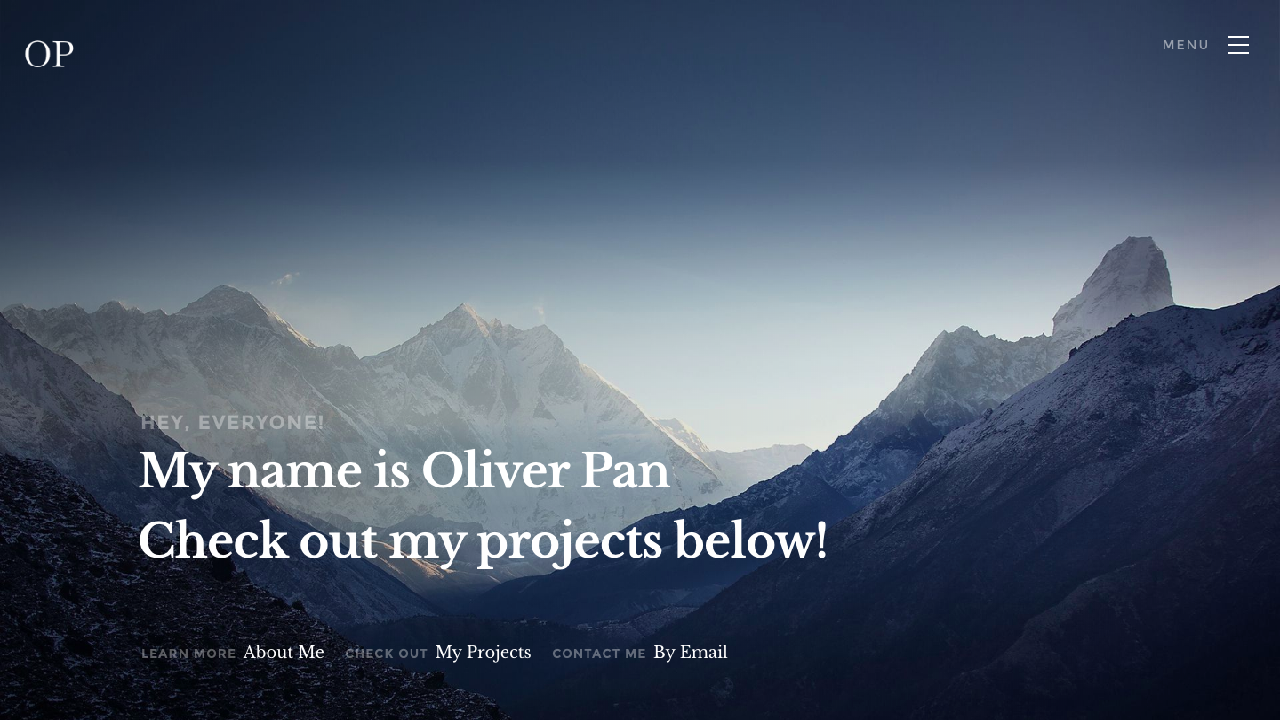 OP
MENU
HEY, EVERYONE!
My name is Oliver Pan
Check out my projects below!
LEARN MORE About Me CHECK OUT My Projects CONTACT ME By Email